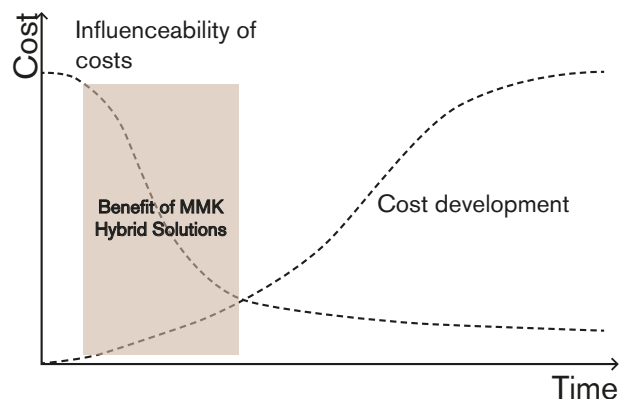 Cost
Influenceability of
costs
Benefit of MMK
Hybrid Solutions
Cost development
Time